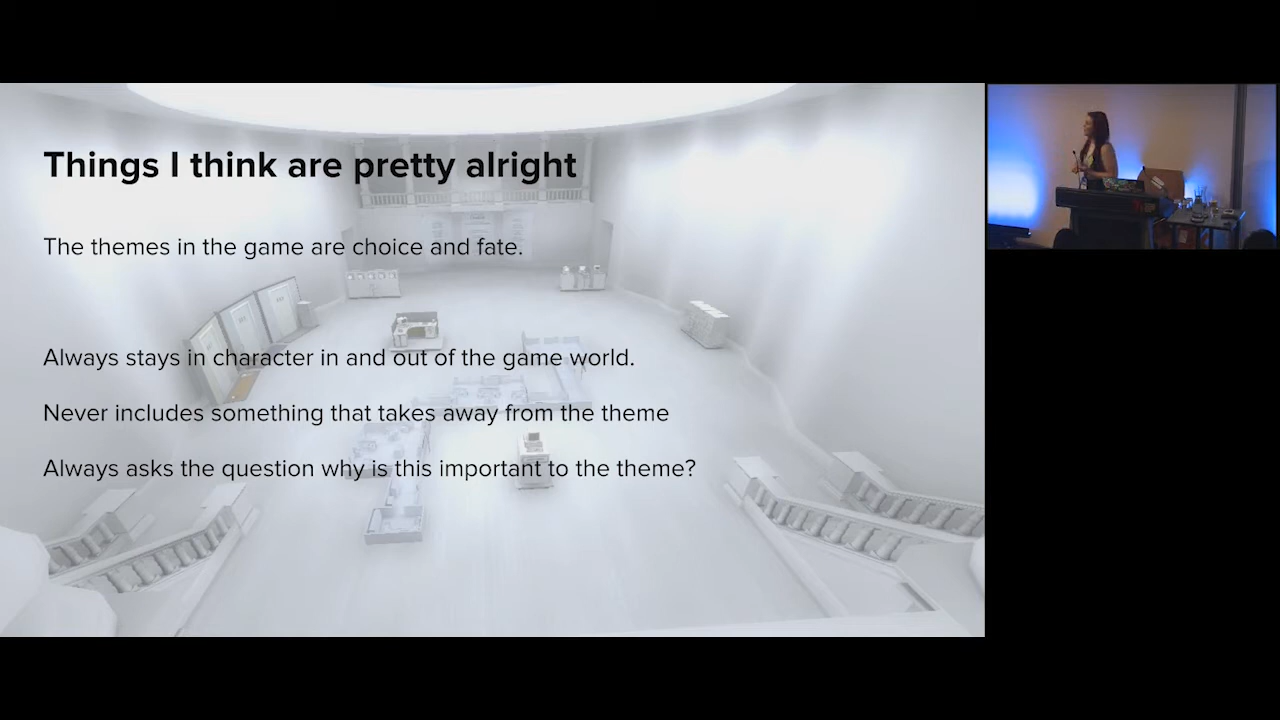 Things I think are pretty alright
The themes in the game are choice and fate.
Always stays in character in and out of the game world.
Never includes something that takes away from the theme
Always asks the question why is this important to the theme?